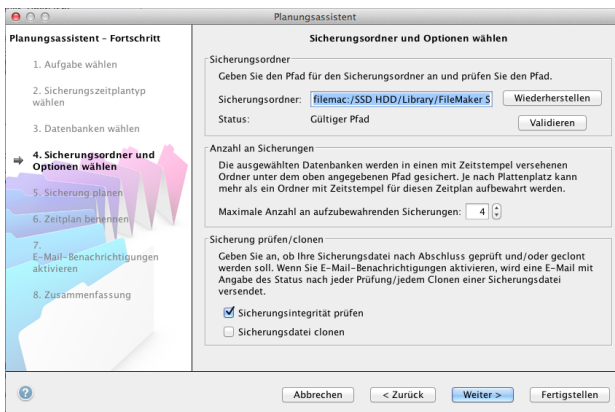 Planungsassistent
Planungsassistent – Fortschritt
1. Aufgabe wählen
2. Sicherungszeitplantyp
wählen
3. Datenbanken wählen
4. Sicherungsordner und
Optionen wählen
5. Sicherung planen
6. Zeitplan benennen
7.
E-Mail-Benachrichtigungen
aktivieren
8. Zusammenfassung
Sicherungsordner und Optionen wählen
Sicherungsordner
Geben Sie den Pfad für den Sicherungsordner an und prüfen Sie den Pfad.
Sicherungsordner: filemac:/SSD HDD/Library/FileMaker S Wiederherstellen
Status: Gültiger Pfad Validieren
Anzahl an Sicherungen
Die ausgewählten Datenbanken werden in einen mit Zeitstempel versehenen
Ordner unter dem oben angegebenen Pfad gesichert. Je nach Plattenplatz kann
mehr als ein Ordner mit Zeitstempel für diesen Zeitplan aufbewahrt werden.
Maximale Anzahl an aufzubewahrenden Sicherungen: 4
Sicherung prüfen/clonen
Geben Sie an, ob Ihre Sicherungsdatei nach Abschluss geprüft und/oder geclont
werden soll. Wenn Sie E-Mail-Benachrichtigungen aktivieren, wird eine E-Mail mit
Angabe des Status nach jeder Prüfung/jedem Clonen einer Sicherungsdatei
versendet.
Sicherungsintegrität prüfen
Sicherungsdatei clonen
? Abbrechen < Zurück Weiter > Fertigstellen